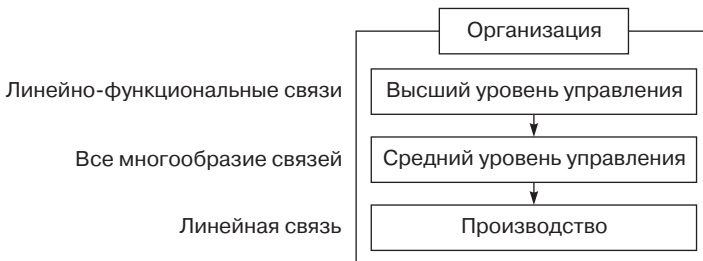 Организация
Линейно-функциональные связи
Высший уровень управления
Все многообразие связей
Средний уровень управления
Линейная связь
Производство